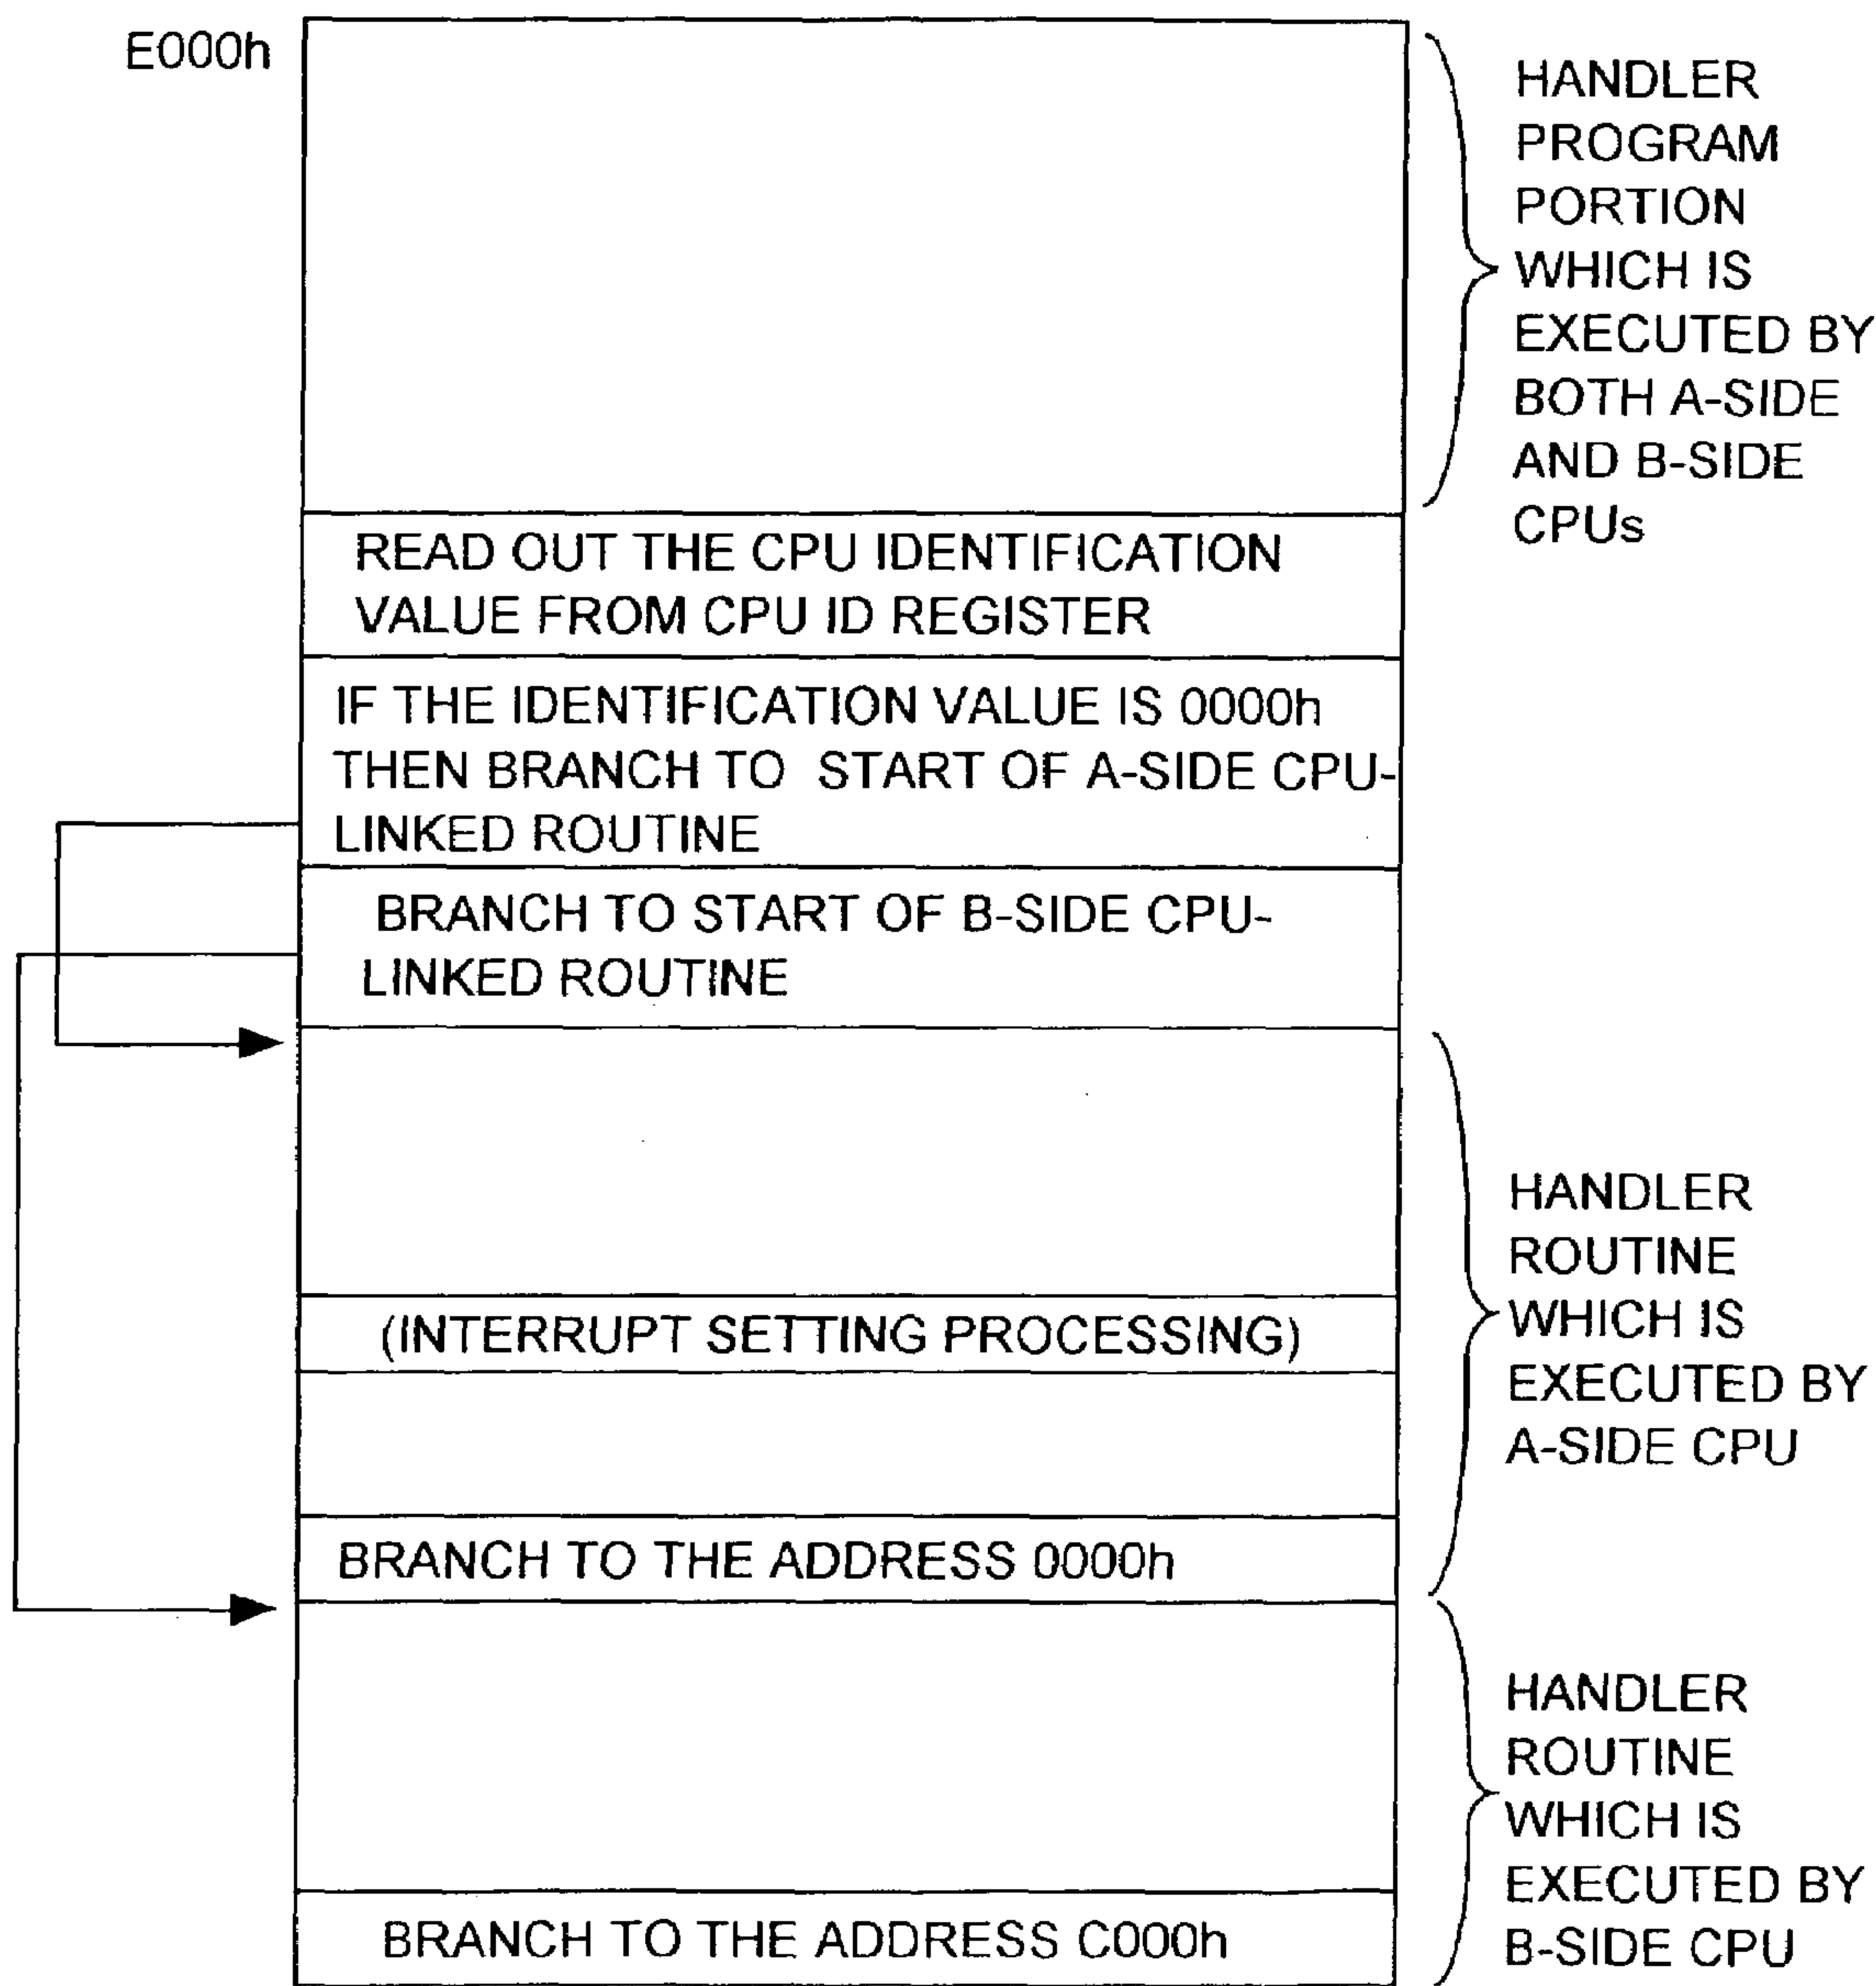 E000h
HANDLER
PROGRAM
PORTION
WHICH IS
EXECUTED BY
BOTH A-SIDE
AND B-SIDE
CPUs
READ OUT THE CPU IDENTIFICATION
VALUE FROM CPU ID REGISTER
IF THE IDENTIFICATION VALUE IS 0000h
THEN BRANCH TO START OF A-SIDE CPU-
LINKED ROUTINE
BRANCH TO START OF B-SIDE CPU-
LINKED ROUTINE
HANDLER
ROUTINE
WHICH IS
EXECUTED BY
A-SIDE CPU
(INTERRUPT SETTING PROCESSING)
BRANCH TO THE ADDRESS 0000h
HANDLER
ROUTINE
WHICH IS
EXECUTED BY
B-SIDE CPU
BRANCH TO THE ADDRESS C000h